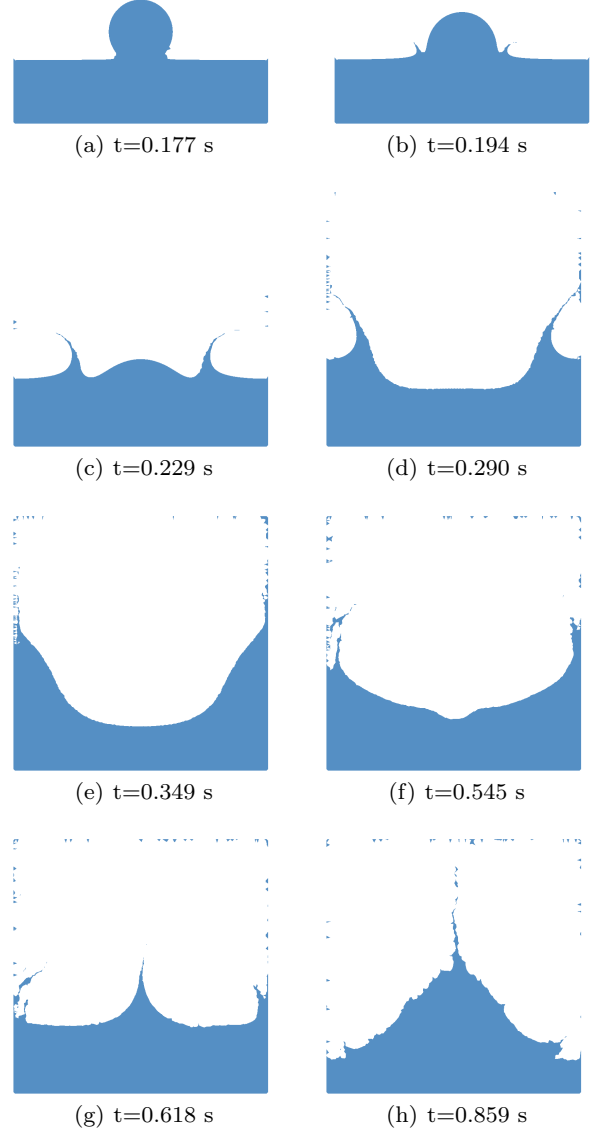 (a) t=0.177 s
(b) t=0.194 s
(c) t=0.229 s
(d) t=0.290 s
(e) t=0.349 s
(f) t=0.545 s
(g) t=0.618 s
(h) t=0.859 s